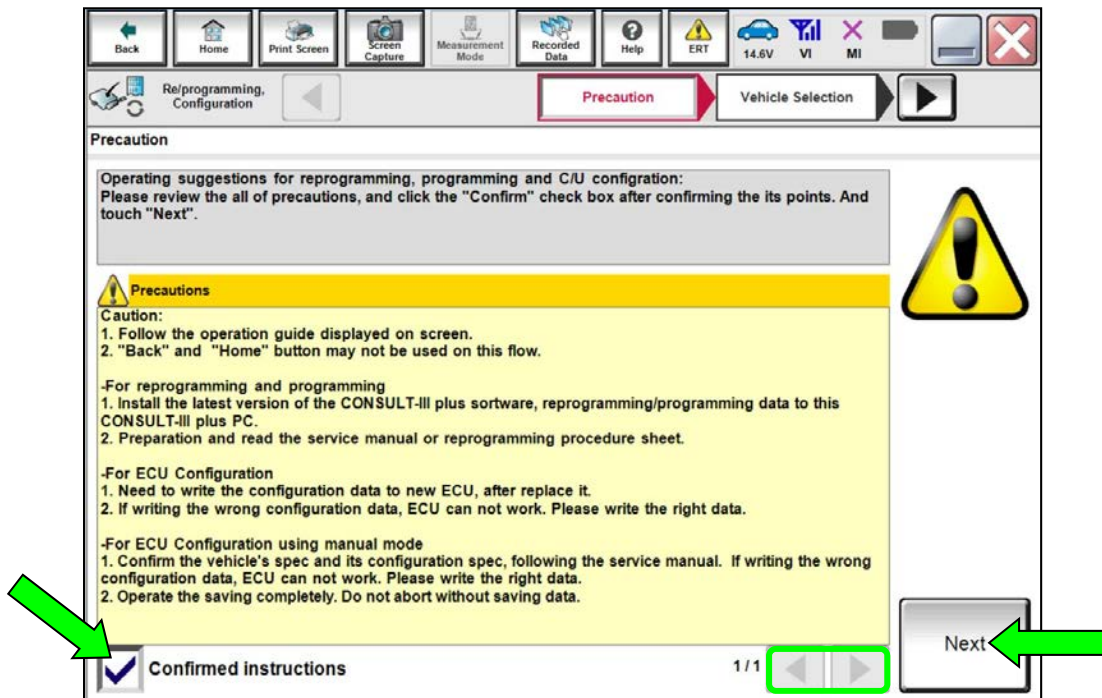 Back
Home
Print Screen
Screen
Capture
Measurement
Mode
Recorded
Data
Help
ERT
14.6V
VI
MI
Re/programming,
Configuration
Precaution
Vehicle Selection
Precaution
Operating suggestions for reprogramming, programming and C/U configration:
Please review the all of precautions, and click the "Confirm" check box after confirming the its points. And
touch "Next".
Precautions
Caution:
1. Follow the operation guide displayed on screen.
2. "Back" and "Home" button may not be used on this flow.
-For reprogramming and programming
1. Install the latest version of the CONSULT-III plus sortware, reprogramming/programming data to this
CONSULT-III plus PC.
2. Preparation and read the service manual or reprogramming procedure sheet.
-For ECU Configuration
1. Need to write the configuration data to new ECU, after replace it.
2. If writing the wrong configuration data, ECU can not work. Please write the right data.
-For ECU Configuration using manual mode
1. Confirm the vehicle's spec and its configuration spec, following the service manual. If writing the wrong
configuration data, ECU can not work. Please write the right data.
2. Operate the saving completely. Do not abort without saving data.
Confirmed instructions
1/1
Next